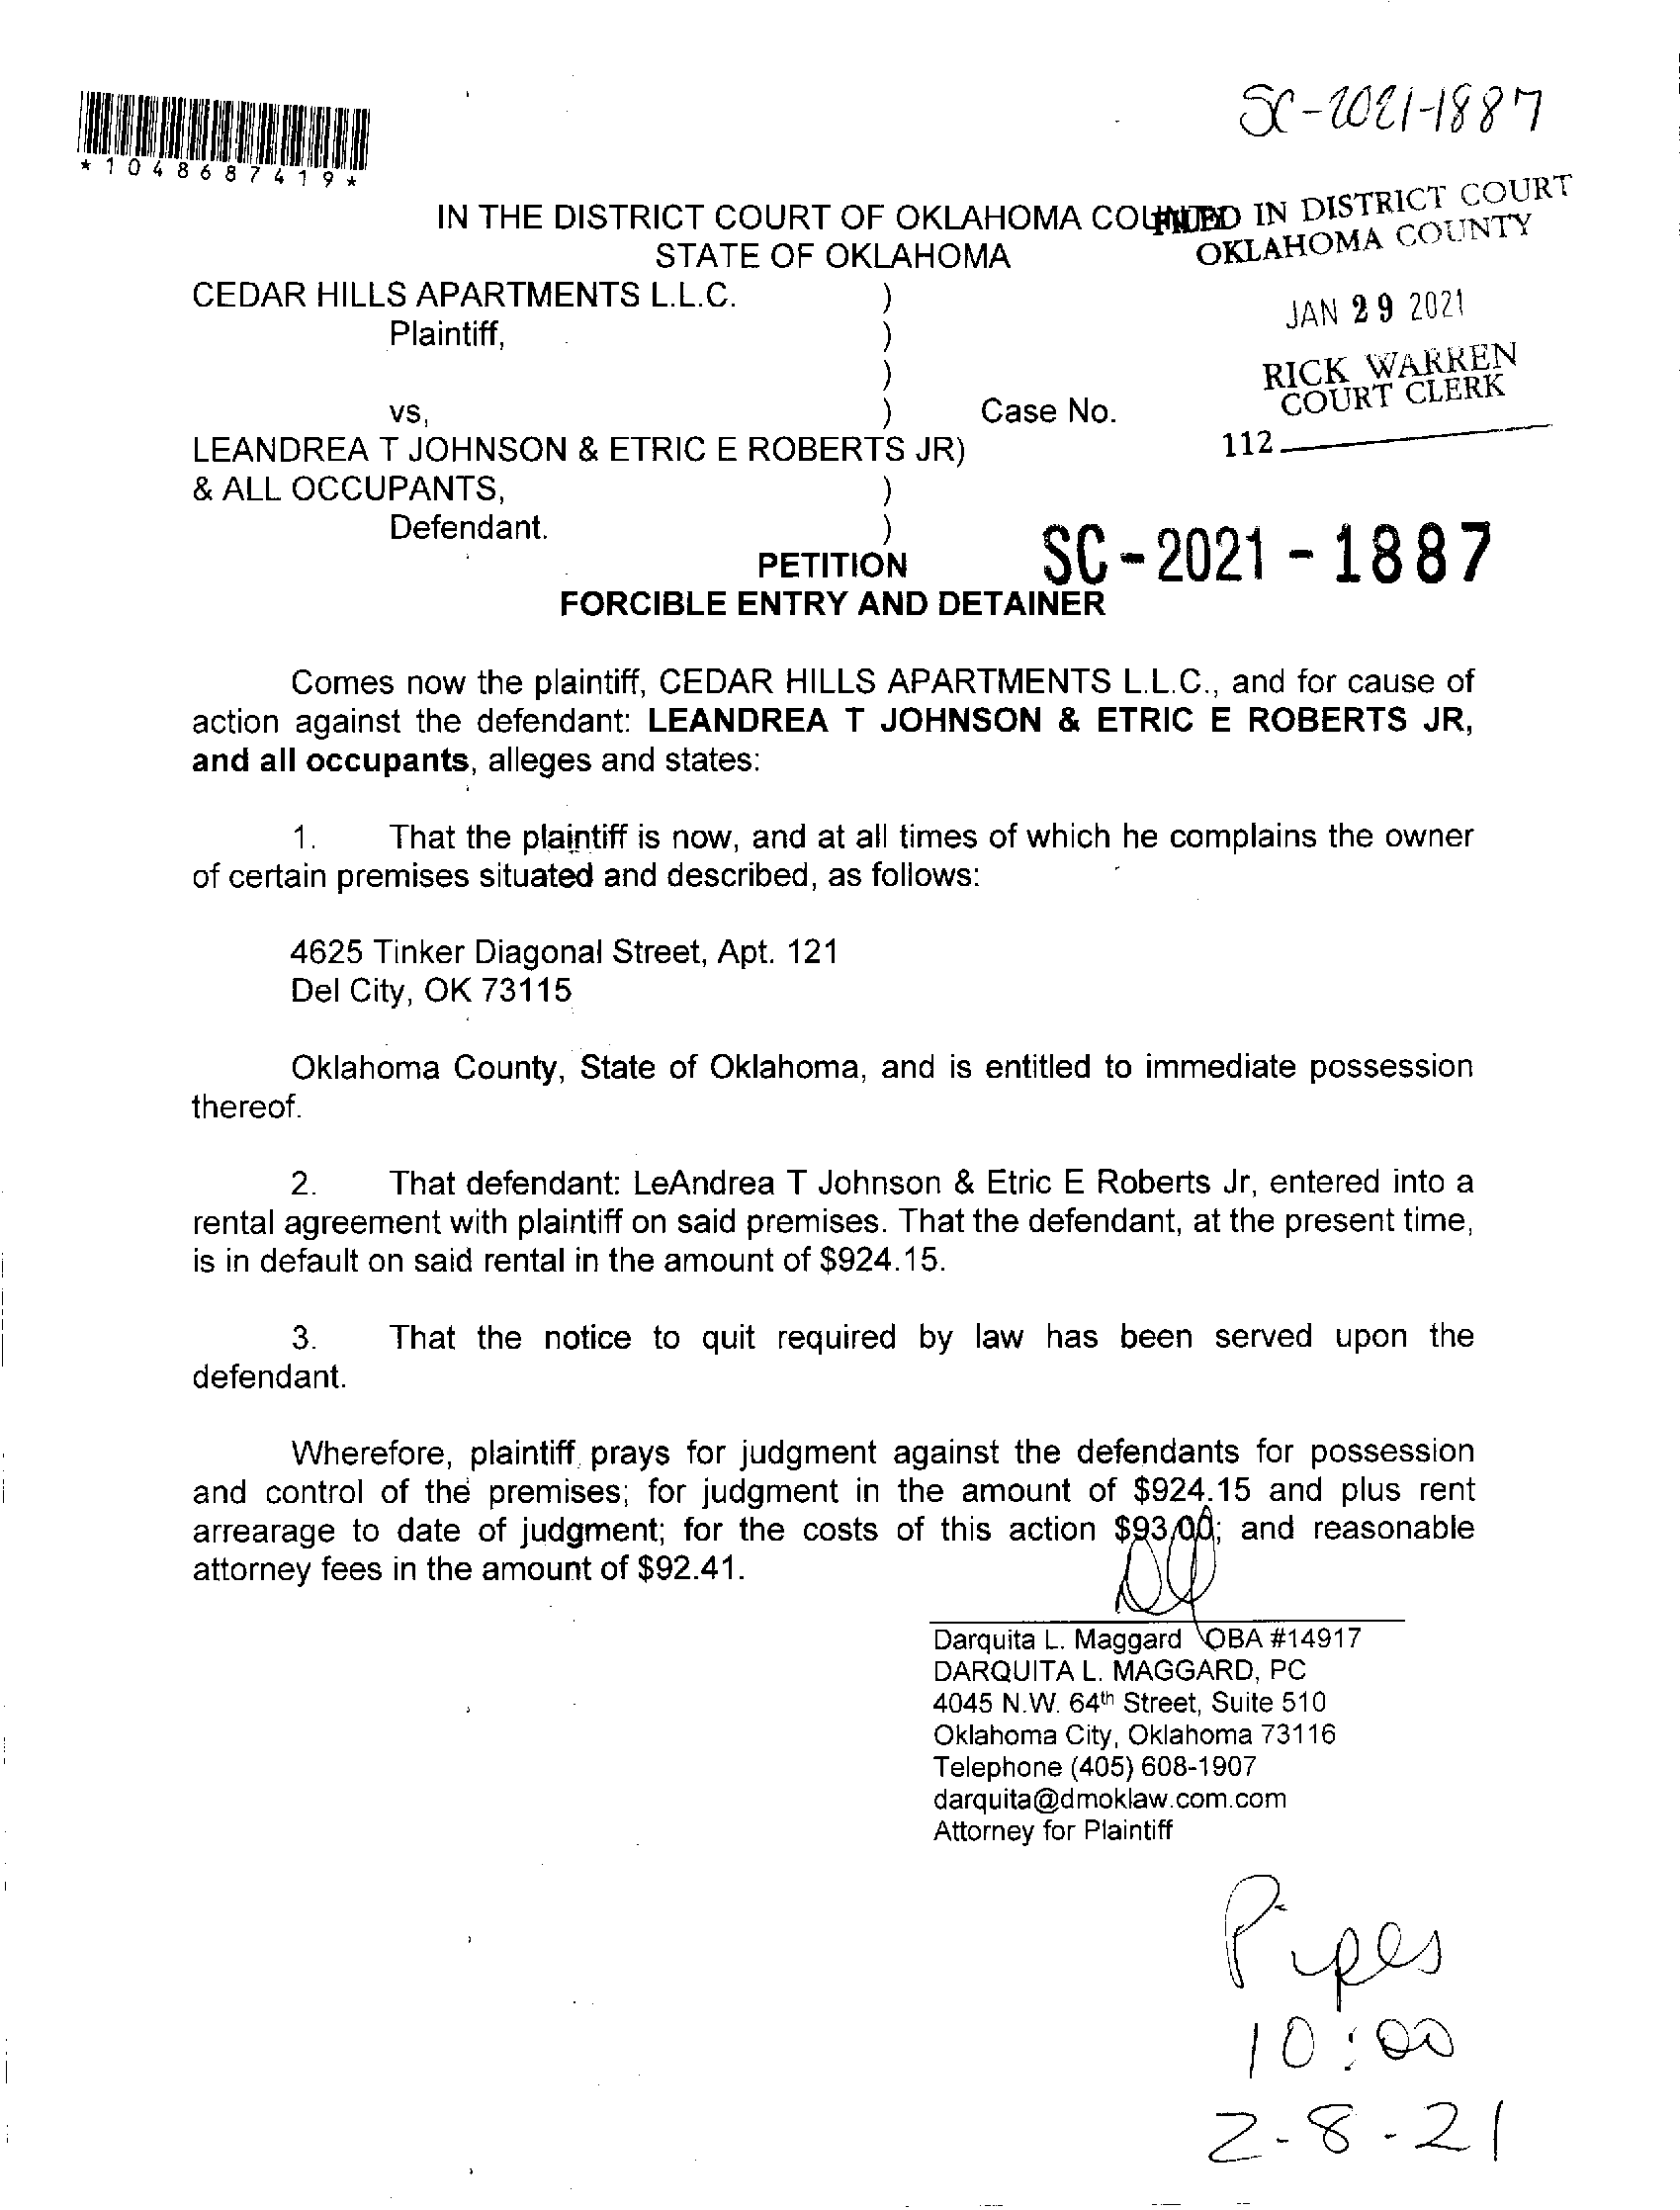 SC-2021-1887
*1048687419*
IN THE DISTRICT COURT OF OKLAHOMA COUNTY
STATE OF OKLAHOMA
FILED IN DISTRICT COURT
OKLAHOMA COUNTY
JAN 29 2021
RICK WARREN
COURT CLERK
112
CEDAR HILLS APARTMENTS L.L.C. )
Plaintiff, )
)
vs, ) Case No.
LEANDREA T JOHNSON & ETRIC E ROBERTS JR)
& ALL OCCUPANTS, )
Defendant. )
SC-2021-1887
PETITION
FORCIBLE ENTRY AND DETAINER
Comes now the plaintiff, CEDAR HILLS APARTMENTS L.L.C., and for cause of
action against the defendant: LEANDREA T JOHNSON & ETRIC E ROBERTS JR,
and all occupants, alleges and states:
1. That the plaintiff is now, and at all times of which he complains the owner
of certain premises situated and described, as follows:
4625 Tinker Diagonal Street, Apt. 121
Del City, OK 73115
Oklahoma County, State of Oklahoma, and is entitled to immediate possession
thereof.
2. That defendant: LeAndrea T Johnson & Etric E Roberts Jr, entered into a
rental agreement with plaintiff on said premises. That the defendant, at the present time,
is in default on said rental in the amount of $924.15.
3. That the notice to quit required by law has been served upon the
defendant.
Wherefore, plaintiff prays for judgment against the defendants for possession
and control of the premises; for judgment in the amount of $924.15 and plus rent
arrearage to date of judgment; for the costs of this action $93.00; and reasonable
attorney fees in the amount of $92.41.
Darquita L. Maggard OBA #14917
DARQUITA L. MAGGARD, PC
4045 N.W. 64th Street, Suite 510
Oklahoma City, Oklahoma 73116
Telephone (405) 608-1907
darquita@dmoklaw.com.com
Attorney for Plaintiff
Pipes
10:00
2-8-21